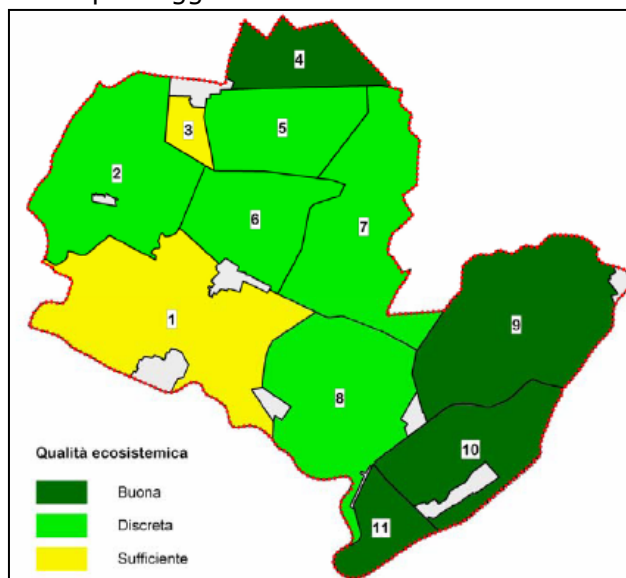 4
3
5
2
6
7
1
9
8
10
11
Qualità ecosistemica
Buona
Discreta
Sufficiente